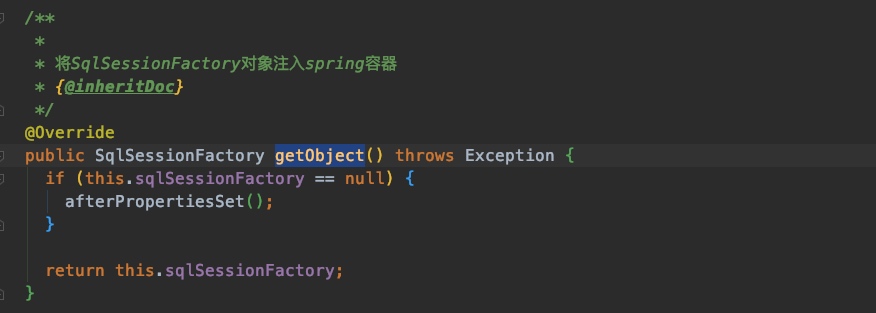 /**
 *
 * 将SqlSessionFactory对象注入spring容器
 * {@inheritDoc}
 */
@Override
public SqlSessionFactory getObject() throws Exception {
  if (this.sqlSessionFactory == null) {
    afterPropertiesSet();
  }

  return this.sqlSessionFactory;
}